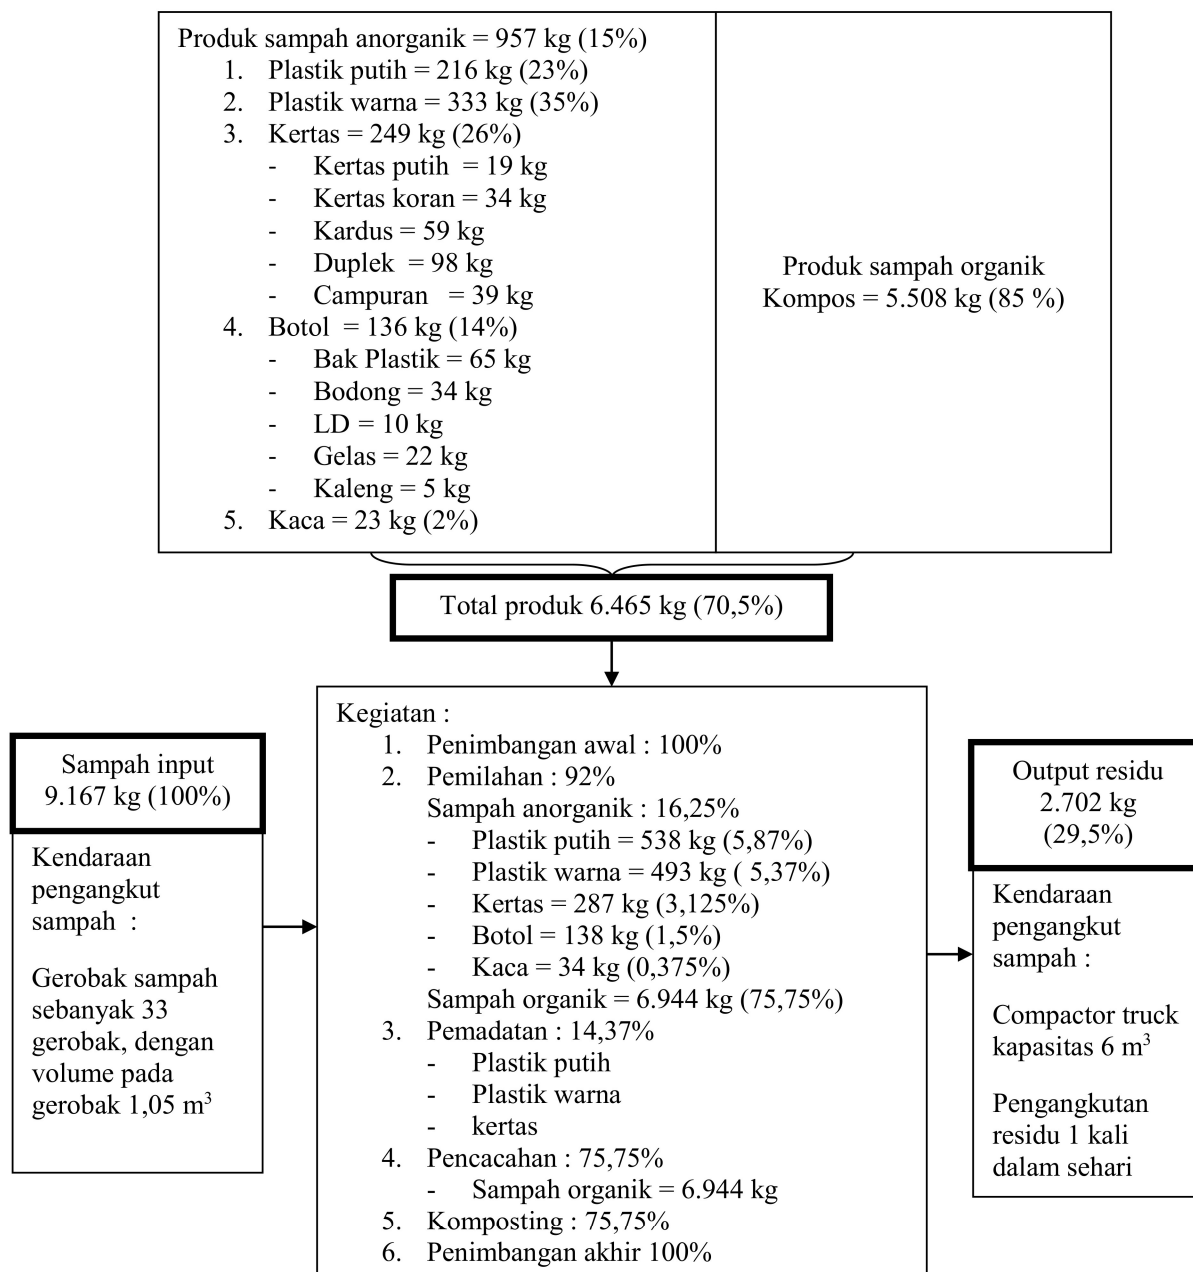 Produk sampah anorganik = 957 kg (15%)
1. Plastik putih = 216 kg (23%)
2. Plastik warna = 333 kg (35%)
3. Kertas = 249 kg (26%)
- Kertas putih = 19 kg
- Kertas koran = 34 kg
- Kardus = 59 kg
- Duplek = 98 kg
- Campuran = 39 kg
4. Botol = 136 kg (14%)
- Bak Plastik = 65 kg
- Bodong = 34 kg
- LD = 10 kg
- Gelas = 22 kg
- Kaleng = 5 kg
5. Kaca = 23 kg (2%)
Produk sampah organik
Kompos = 5.508 kg (85 %)
Total produk 6.465 kg (70,5%)
Sampah input
9.167 kg (100%)
Kendaraan
pengangkut
sampah :
Gerobak sampah
sebanyak 33
gerobak, dengan
volume pada
gerobak 1,05 m³
Kegiatan :
1. Penimbangan awal : 100%
2. Pemilahan : 92%
Sampah anorganik : 16,25%
- Plastik putih = 538 kg (5,87%)
- Plastik warna = 493 kg ( 5,37%)
- Kertas = 287 kg (3,125%)
- Botol = 138 kg (1,5%)
- Kaca = 34 kg (0,375%)
Sampah organik = 6.944 kg (75,75%)
3. Pemadatan : 14,37%
- Plastik putih
- Plastik warna
- kertas
4. Pencacahan : 75,75%
- Sampah organik = 6.944 kg
5. Komposting : 75,75%
6. Penimbangan akhir 100%
Output residu
2.702 kg
(29,5%)
Kendaraan
pengangkut
sampah :
Compactor truck
kapasitas 6 m³
Pengangkutan
residu 1 kali
dalam sehari